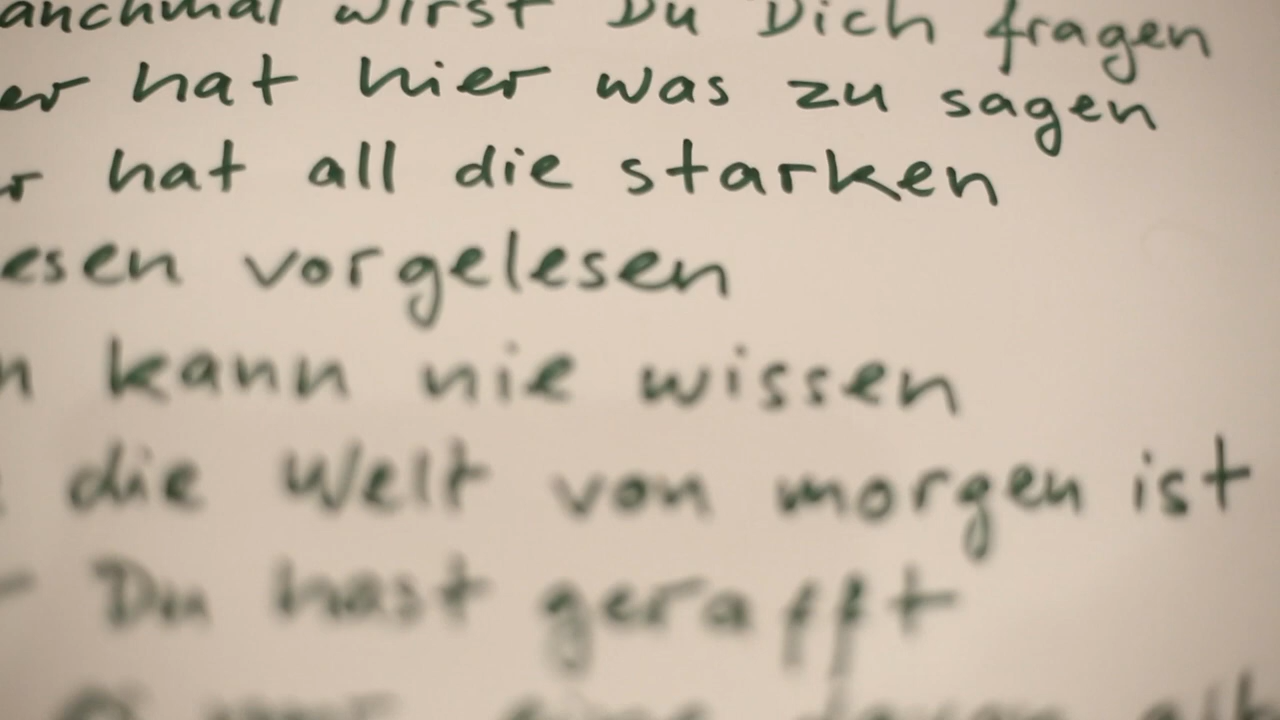 anchmal wirst Du Dich fragen
er hat hier was zu sagen
r hat all die starken
esen vorgelesen
n kann nie wissen
die Welt von morgen ist
Du hast gerafft